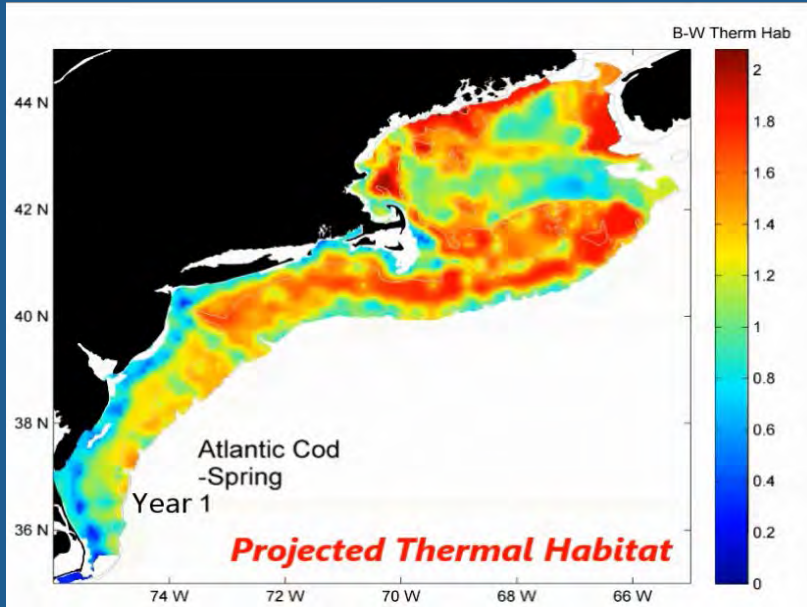 B-W Therm Hab
44 N
42 N
40 N
38 N
36 N
74 W
72 W
70 W
68 W
66 W
2
1.8
1.6
1.4
1.2
1
0.8
0.6
0.4
0.2
0
Atlantic Cod
-Spring
Year 1
Projected Thermal Habitat